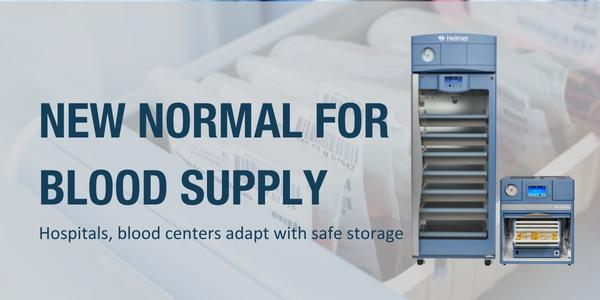 Helmer
NEW NORMAL FOR
BLOOD SUPPLY
Hospitals, blood centers adapt with safe storage